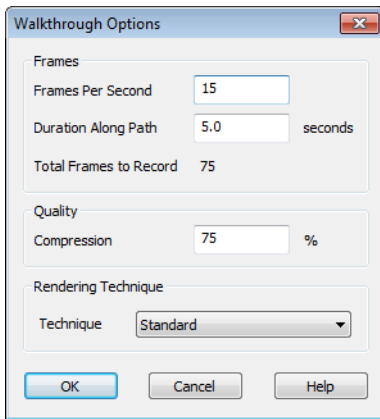 Walkthrough Options
Frames
Frames Per Second 15
Duration Along Path 5.0 seconds
Total Frames to Record 75
Quality
Compression 75 %
Rendering Technique
Technique Standard
OK Cancel Help